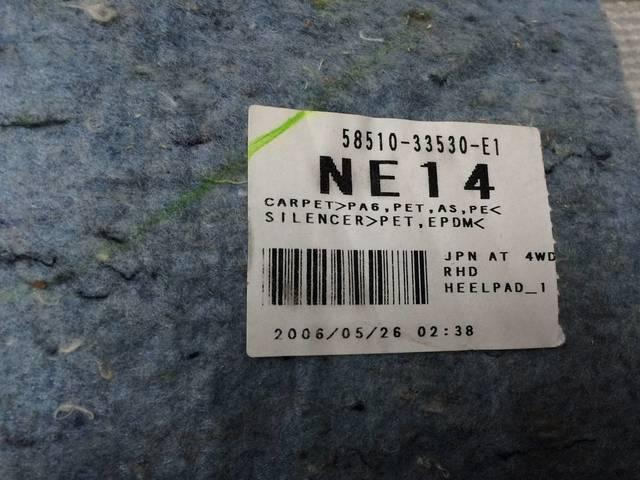 58510-33530-E1
NE14
CARPET>PA6,PET,AS,PE<
SILENCER>PET,EPDM<
JPN AT 4WD
RHD
HEELPAD_1
2006/05/26 02:38